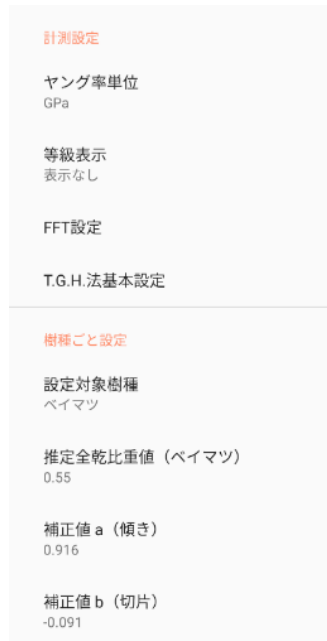 計測設定
ヤング率単位
GPa
等級表示
表示なし
FFT設定
T.G.H.法基本設定
樹種ごと設定
設定対象樹種
ベイマツ
推定全乾比重値（ベイマツ）
0.55
補正値 a（傾き）
0.916
補正値 b（切片）
-0.091